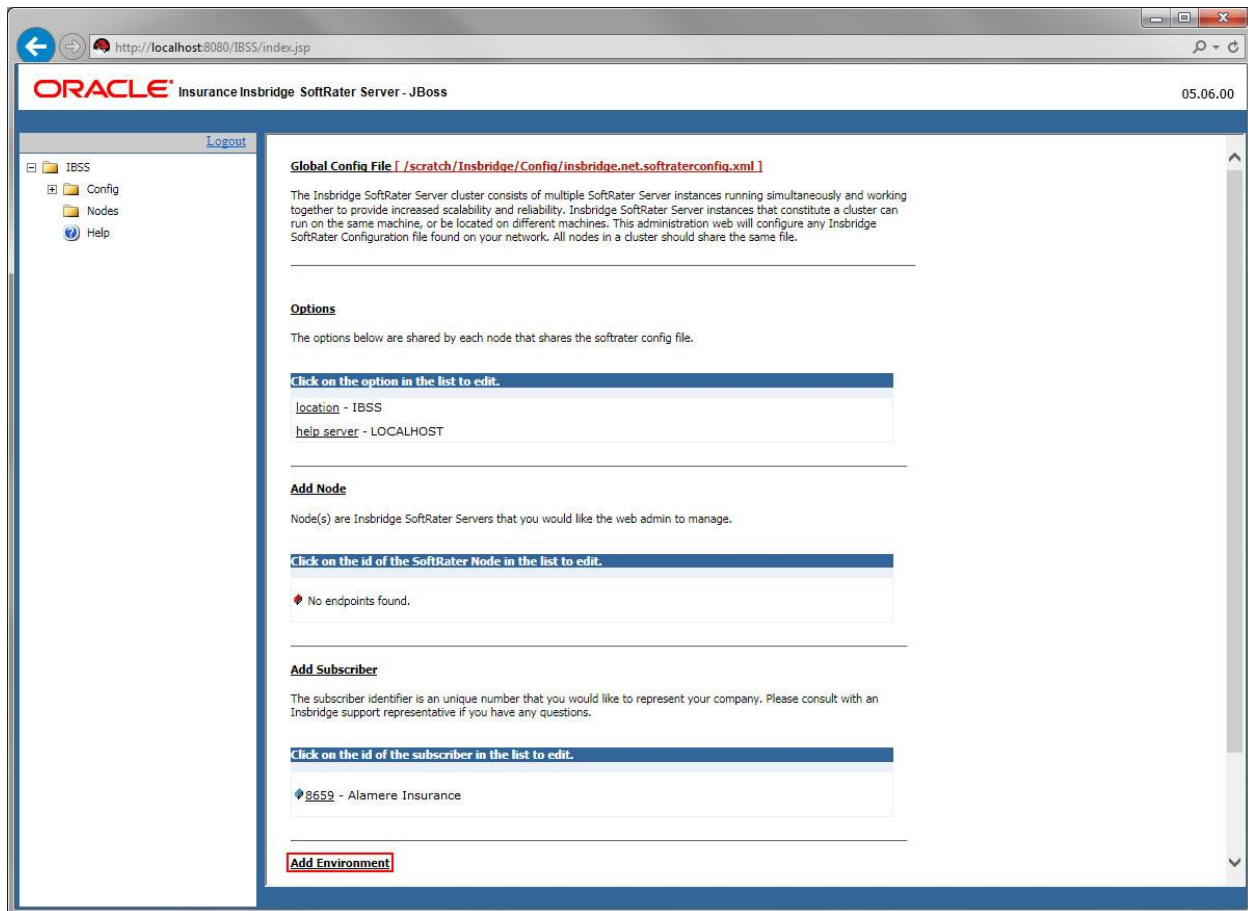 http://localhost:8080/IBSS/index.jsp
ORACLE Insurance Insbridge SoftRater Server - JBoss
05.06.00
Logout
IBSS
Config
Nodes
Help
Global Config File [ /scratch/Insbridge/Config/insbridge.net.softraterconfig.xml ]
The Insbridge SoftRater Server cluster consists of multiple SoftRater Server instances running simultaneously and working
together to provide increased scalability and reliability. Insbridge SoftRater Server instances that constitute a cluster can
run on the same machine, or be located on different machines. This administration web will configure any Insbridge
SoftRater Configuration file found on your network. All nodes in a cluster should share the same file.
Options
The options below are shared by each node that shares the softrater config file.
Click on the option in the list to edit.
location - IBSS
help server - LOCALHOST
Add Node
Node(s) are Insbridge SoftRater Servers that you would like the web admin to manage.
Click on the id of the SoftRater Node in the list to edit.
No endpoints found.
Add Subscriber
The subscriber identifier is an unique number that you would like to represent your company. Please consult with an
Insbridge support representative if you have any questions.
Click on the id of the subscriber in the list to edit.
8659 - Alamere Insurance
Add Environment